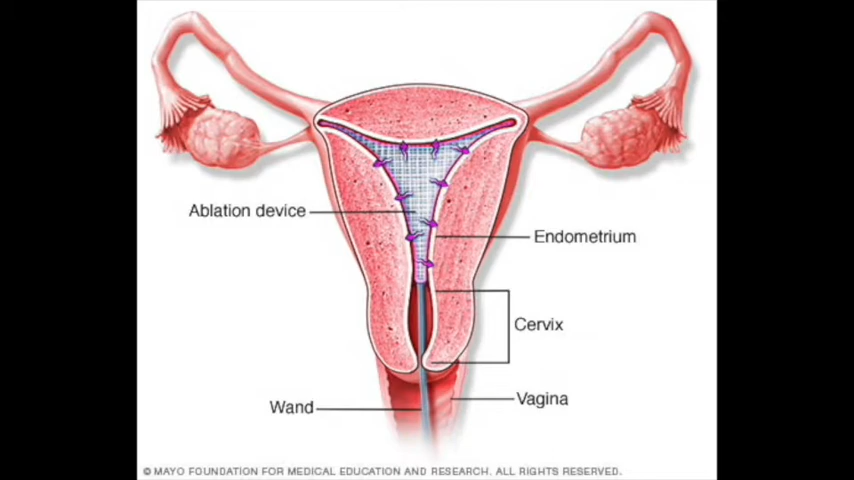 Ablation device
Endometrium
Cervix
Wand
Vagina
© MAYO FOUNDATION FOR MEDICAL EDUCATION AND RESEARCH. ALL RIGHTS RESERVED.